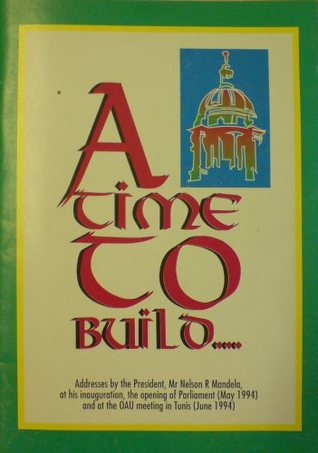 A
TIME
TO
BUILD.....
Addresses by the President, Mr Nelson R Mandela,
at his inauguration, the opening of Parliament (May 1994)
and at the OAU meeting in Tunis (June 1994)